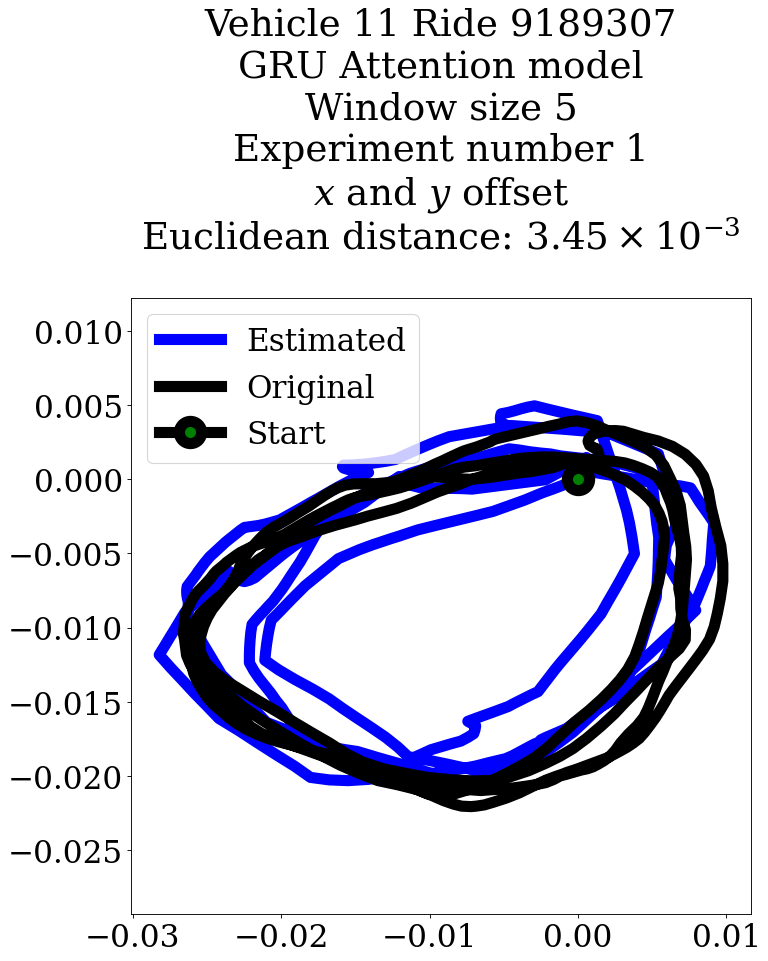 Vehicle 11 Ride 9189307
GRU Attention model
Window size 5
Experiment number 1
x and y offset
Euclidean distance: 3.45 × 10⁻³
Estimated
Original
Start
0.010
0.005
0.000
−0.005
−0.010
−0.015
−0.020
−0.025
−0.03 −0.02 −0.01 0.00 0.01